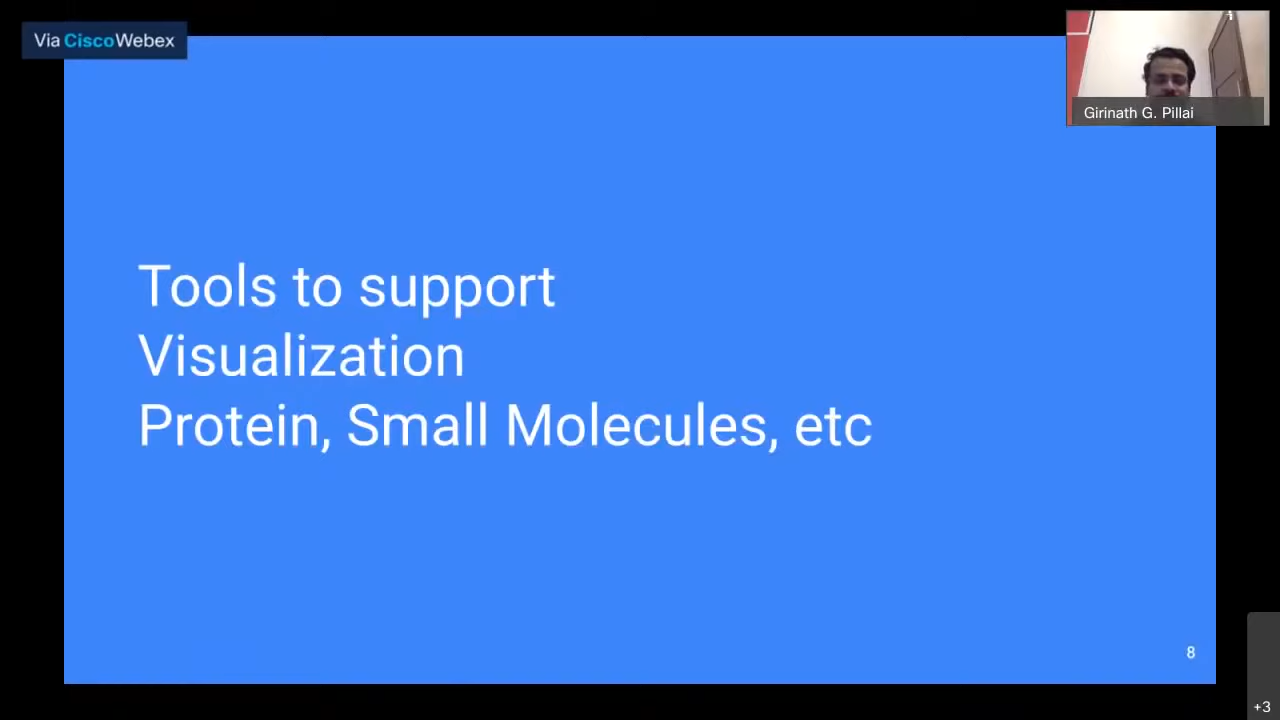 Via CiscoWebex
Girinath G. Pillai
Tools to support
Visualization
Protein, Small Molecules, etc
8
+3